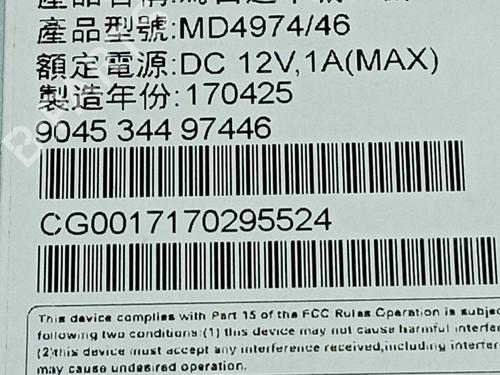 產品型號:MD4974/46
額定電源:DC 12V,1A(MAX)
製造年份:170425
9045 344 97446
CG0017170295524
This device complies with Part 15 of the FCC Rules Operation is subje
following two conditions:(1) this device may not cause harmful interfe
(2)this device must accept any interference received,including interfer
may cause undesired operation.